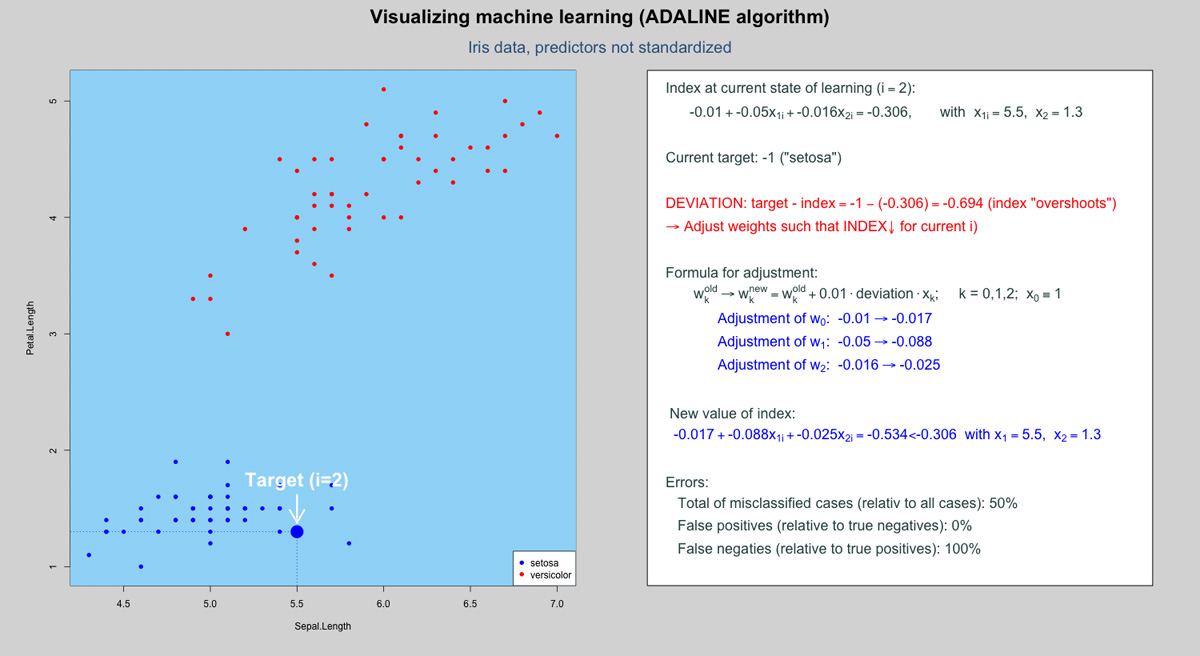 Visualizing machine learning (ADALINE algorithm)
Iris data, predictors not standardized
5
4
3
2
1
Petal.Length
Target (i=2)
setosa
versicolor
4.5 5.0 5.5 6.0 6.5 7.0
Sepal.Length
Index at current state of learning (i = 2):
-0.01 + -0.05x₁ᵢ + -0.016x₂ᵢ = -0.306, with x₁ᵢ = 5.5, x₂ = 1.3
Current target: -1 ("setosa")
DEVIATION: target - index = -1 − (-0.306) = -0.694 (index "overshoots")
→ Adjust weights such that INDEX↓ for current i)
Formula for adjustment:
wₖ^old → wₖ^new = wₖ^old + 0.01 · deviation · xₖ; k = 0,1,2; x₀ ≡ 1
Adjustment of w₀: -0.01 → -0.017
Adjustment of w₁: -0.05 → -0.088
Adjustment of w₂: -0.016 → -0.025
New value of index:
-0.017 + -0.088x₁ᵢ + -0.025x₂ᵢ = -0.534<-0.306 with x₁ = 5.5, x₂ = 1.3
Errors:
Total of misclassified cases (relativ to all cases): 50%
False positives (relative to true negatives): 0%
False negaties (relative to true positives): 100%